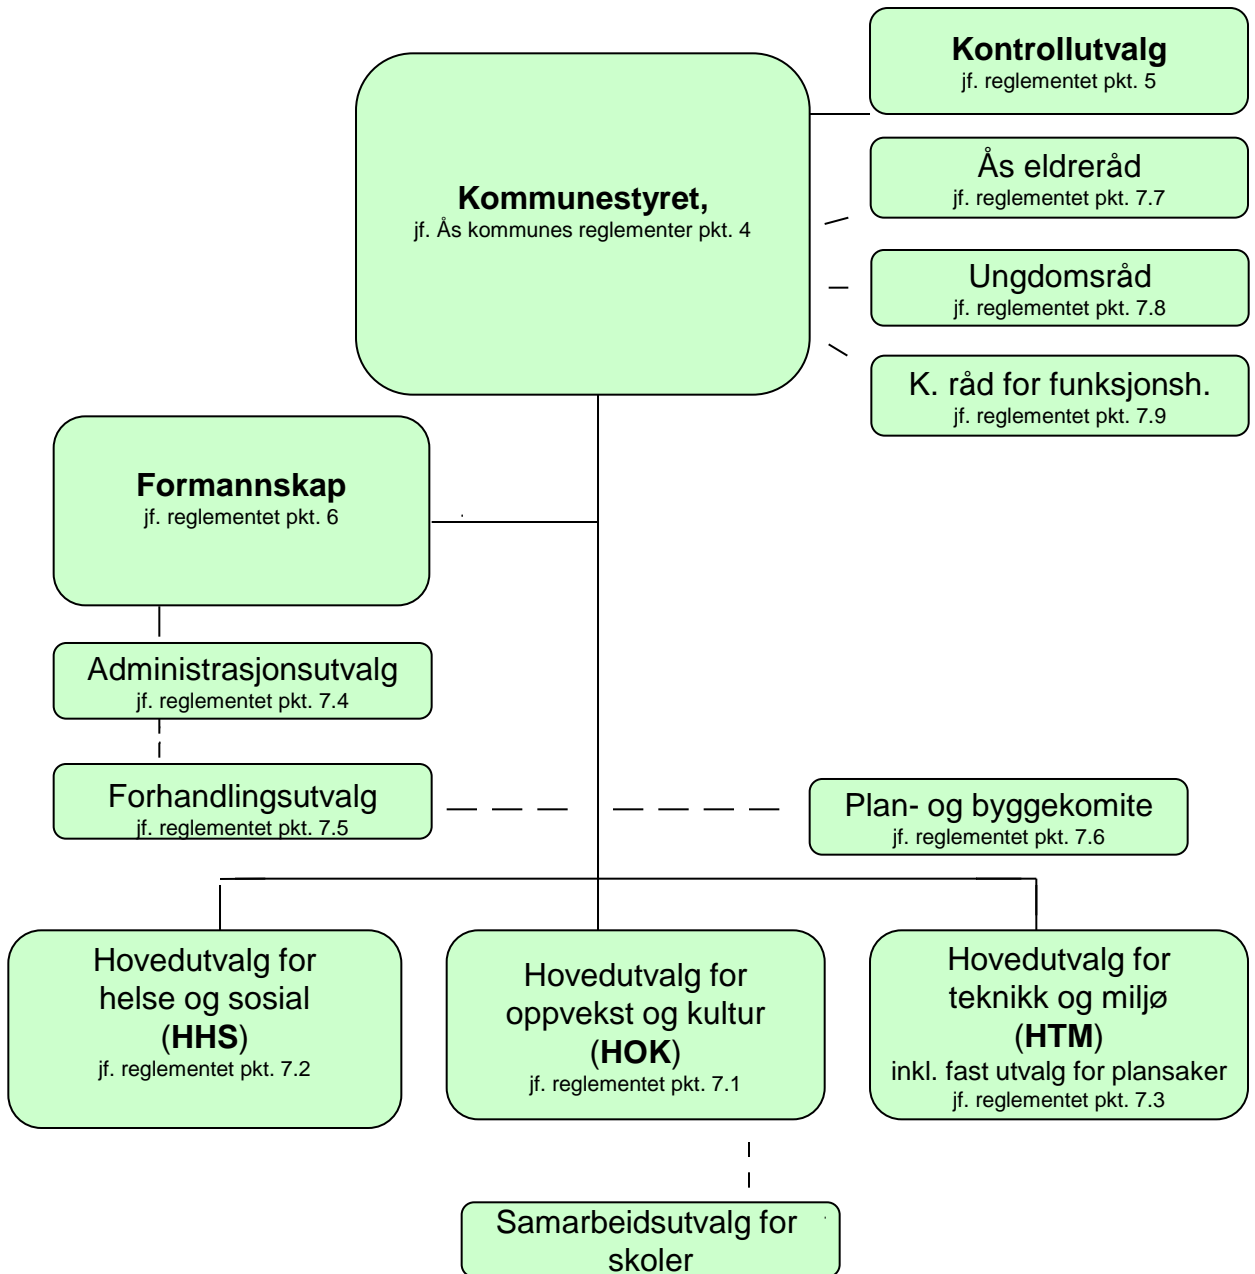 Kontrollutvalg
jf. reglementet pkt. 5
Kommunestyret,
jf. Ås kommunes reglementer pkt. 4
Ås eldreråd
jf. reglementet pkt. 7.7
Ungdomsråd
jf. reglementet pkt. 7.8
K. råd for funksjonsh.
jf. reglementet pkt. 7.9
Formannskap
jf. reglementet pkt. 6
Administrasjonsutvalg
jf. reglementet pkt. 7.4
Forhandlingsutvalg
jf. reglementet pkt. 7.5
Plan- og byggekomite
jf. reglementet pkt. 7.6
Hovedutvalg for
helse og sosial
(HHS)
jf. reglementet pkt. 7.2
Hovedutvalg for
oppvekst og kultur
(HOK)
jf. reglementet pkt. 7.1
Hovedutvalg for
teknikk og miljø
(HTM)
inkl. fast utvalg for plansaker
jf. reglementet pkt. 7.3
Samarbeidsutvalg for
skoler